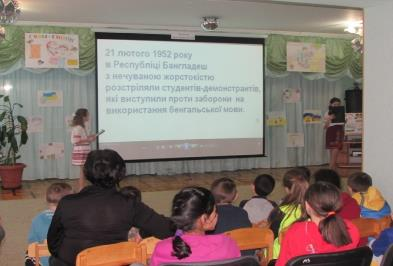 21 лютого 1952 року
в Республіці Бангладеш
з нечуваною жорстокістю
розстріляли студентів-демонстрантів,
які виступили проти заборони на
використання бенгальської мови.